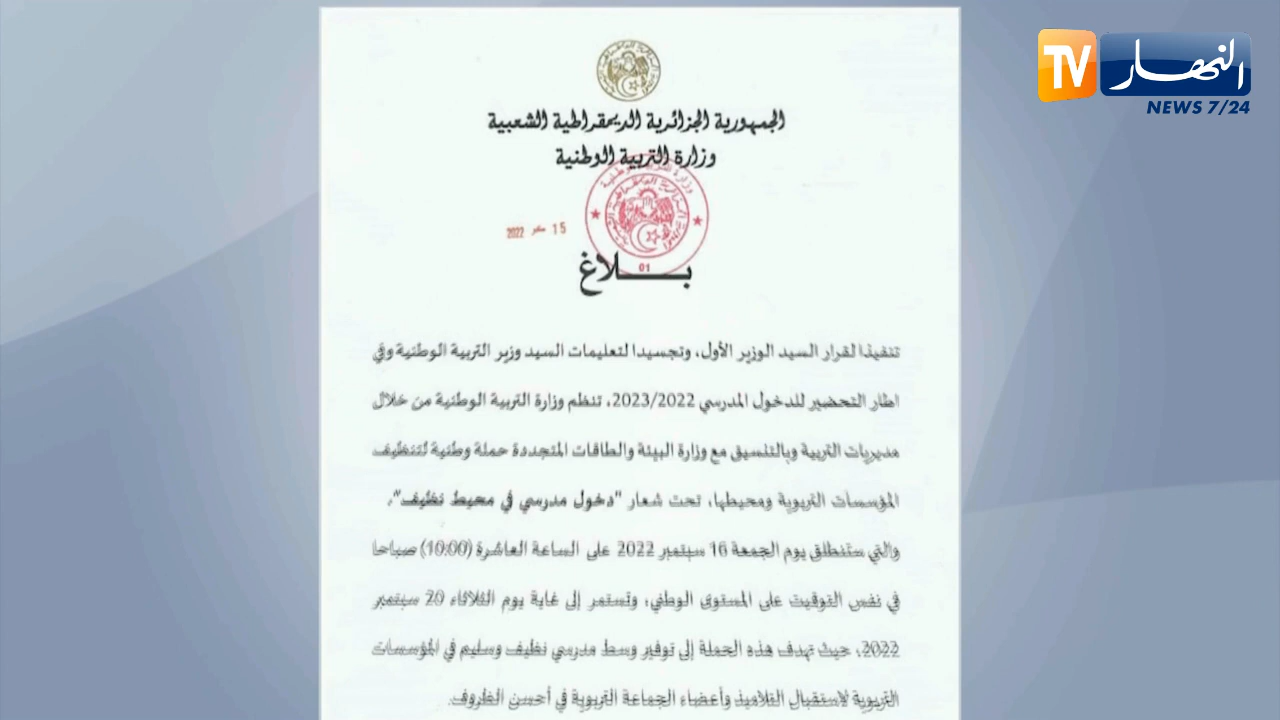 النهار TV
NEWS 7/24
الجمهورية الجزائرية الديمقراطية الشعبية
وزارة التربية الوطنية
15 2022
01
بـــــلاغ
تنفيذا لقرار السيد الوزير الأول، وتجسيدا لتعليمات السيد وزير التربية الوطنية وفي
اطار التحضير للدخول المدرسي 2023/2022، تنظم وزارة التربية الوطنية من خلال
مديريات التربية وبالتنسيق مع وزارة البيئة والطاقات المتجددة حملة وطنية لتنظيف
المؤسسات التربوية ومحيطها، تحت شعار "دخول مدرسي في محيط نظيف"،
والتي ستنطلق يوم الجمعة 16 سبتمبر 2022 على الساعة العاشرة (10:00) صباحا
في نفس التوقيت على المستوى الوطني، وتستمر إلى غاية يوم الثلاثاء 20 سبتمبر
2022، حيث تهدف هذه الحملة إلى توفير وسط مدرسي نظيف وسليم في المؤسسات
التربوية لاستقبال التلاميذ وأعضاء الجماعة التربوية في أحسن الظروف.